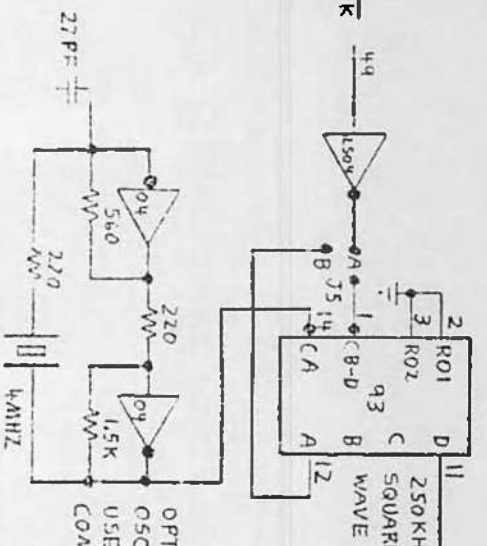 K
49
LS04
A
B
J5
14
1
3
2
RO1
RO2
CB-D
CA
93
D
C
B
A
11
12
250KH
SQUAR
WAVE
27PF
04
560
220
04
1.5K
220
4MHZ
OPT
OSC
USE
CON